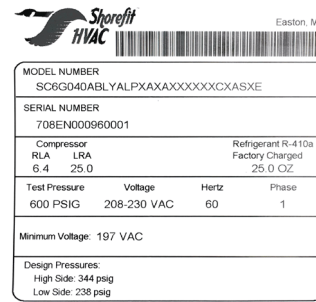 Shorefit
HVAC
Easton, M
MODEL NUMBER
SC6G040ABLYALPXAXAXXXXXXCXASXE
SERIAL NUMBER
708EN000960001
Compressor
RLA LRA
6.4 25.0
Refrigerant R-410a
Factory Charged
25.0 OZ
Test Pressure Voltage Hertz Phase
600 PSIG 208-230 VAC 60 1
Minimum Voltage: 197 VAC
Design Pressures:
High Side: 344 psig
Low Side: 238 psig